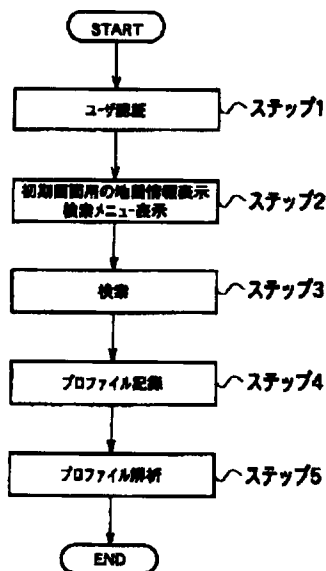 START
ユーザ認証
ステップ1
初期画面用の地図情報表示
検索メニュー表示
ステップ2
検索
ステップ3
プロファイル記録
ステップ4
プロファイル解析
ステップ5
END